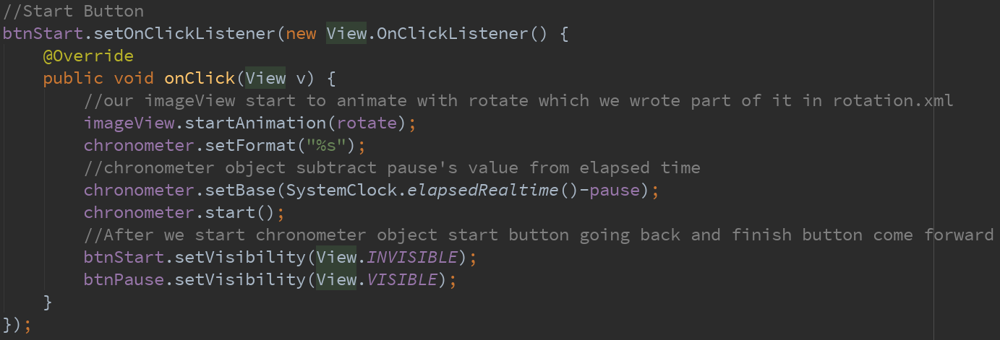 //Start Button
btnStart.setOnClickListener(new View.OnClickListener() {
    @Override
    public void onClick(View v) {
        //our imageView start to animate with rotate which we wrote part of it in rotation.xml
        imageView.startAnimation(rotate);
        chronometer.setFormat("%s");
        //chronometer object subtract pause's value from elapsed time
        chronometer.setBase(SystemClock.elapsedRealtime()-pause);
        chronometer.start();
        //After we start chronometer object start button going back and finish button come forward
        btnStart.setVisibility(View.INVISIBLE);
        btnPause.setVisibility(View.VISIBLE);
    }
});